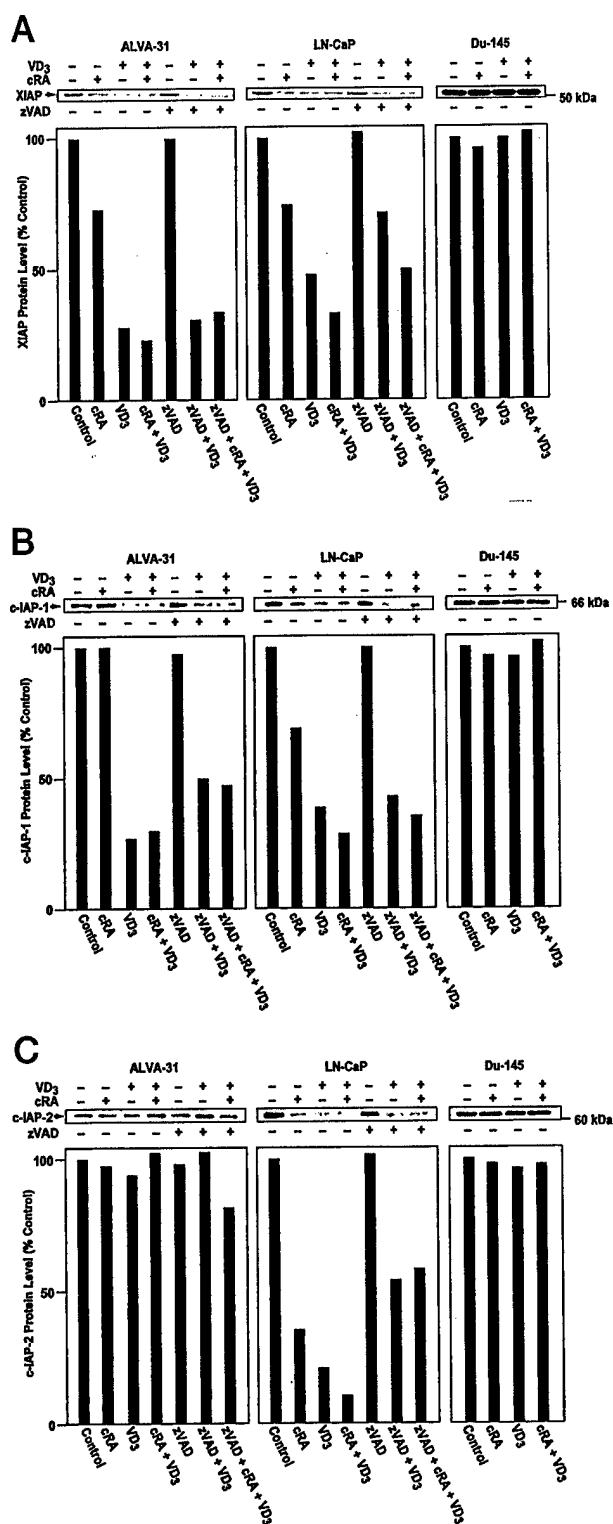 A
ALVA-31 LN-CaP Du-145
VD3 – – + + – + + – – + + – + + – – + +
cRA – + – + – – + – + – + – – + – + – +
XIAP 50 kDa
zVAD – – – – + + + – – – – + + +
XIAP Protein Level (% Control)
100
50
0
Control cRA VD3 cRA + VD3 zVAD zVAD + VD3 zVAD + cRA + VD3 Control cRA VD3 cRA + VD3 zVAD zVAD + VD3 zVAD + cRA + VD3 Control cRA VD3 cRA + VD3
B
ALVA-31 LN-CaP Du-145
VD3 – – + + – + + – – + + – + + – – + +
cRA – + – + – – + – + – + – – + – + – +
c-IAP-1 66 kDa
zVAD – – – – + + + – – – – + + +
c-IAP-1 Protein Level (% Control)
100
50
0
Control cRA VD3 cRA + VD3 zVAD zVAD + VD3 zVAD + cRA + VD3 Control cRA VD3 cRA + VD3 zVAD zVAD + VD3 zVAD + cRA + VD3 Control cRA VD3 cRA + VD3
C
ALVA-31 LN-CaP Du-145
VD3 – – + + – + + – – + + – + + – – + +
cRA – + – + – – + – + – + – – + – + – +
c-IAP-2 60 kDa
zVAD – – – – + + + – – – – + + +
c-IAP-2 Protein Level (% Control)
100
50
0
Control cRA VD3 cRA + VD3 zVAD zVAD + VD3 zVAD + cRA + VD3 Control cRA VD3 cRA + VD3 zVAD zVAD + VD3 zVAD + cRA + VD3 Control cRA VD3 cRA + VD3